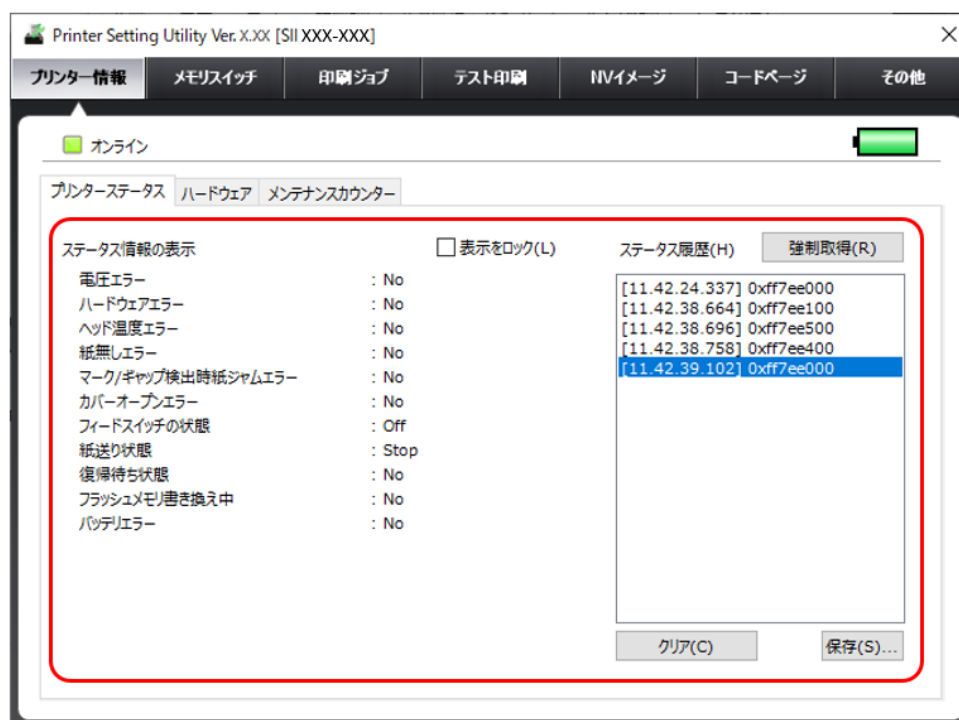 Printer Setting Utility Ver. X.XX [SII XXX-XXX]
プリンター情報 メモリスイッチ 印刷ジョブ テスト印刷 NVイメージ コードページ その他
オンライン
プリンターステータス ハードウェア メンテナンスカウンター
ステータス情報の表示 表示をロック(L) ステータス履歴(H) 強制取得(R)
電圧エラー : No
ハードウェアエラー : No
ヘッド温度エラー : No
紙無しエラー : No
マーク/ギャップ検出時紙ジャムエラー : No
カバーオープンエラー : No
フィードスイッチの状態 : Off
紙送り状態 : Stop
復帰待ち状態 : No
フラッシュメモリ書き換え中 : No
バッテリエラー : No
[11.42.24.337] 0xff7ee000
[11.42.38.664] 0xff7ee100
[11.42.38.696] 0xff7ee500
[11.42.38.758] 0xff7ee400
[11.42.39.102] 0xff7ee000
クリア(C) 保存(S)...